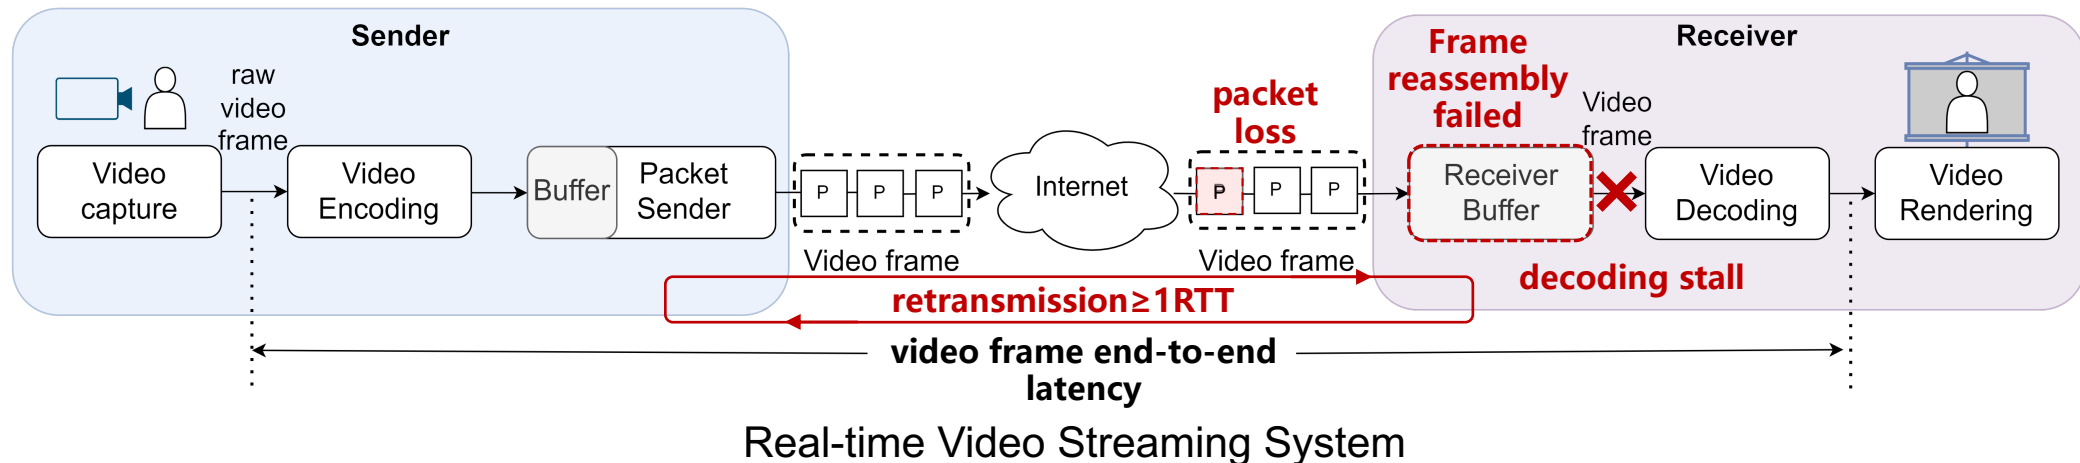 Sender
raw
video
frame
Video
capture
Video
Encoding
Buffer
Packet
Sender
P P P
Video frame
Internet
packet
loss
P P P
Video frame
Receiver
Frame
reassembly
failed
Receiver
Buffer
Video
frame
Video
Decoding
Video
Rendering
decoding stall
retransmission≥1RTT
video frame end-to-end
latency
Real-time Video Streaming System